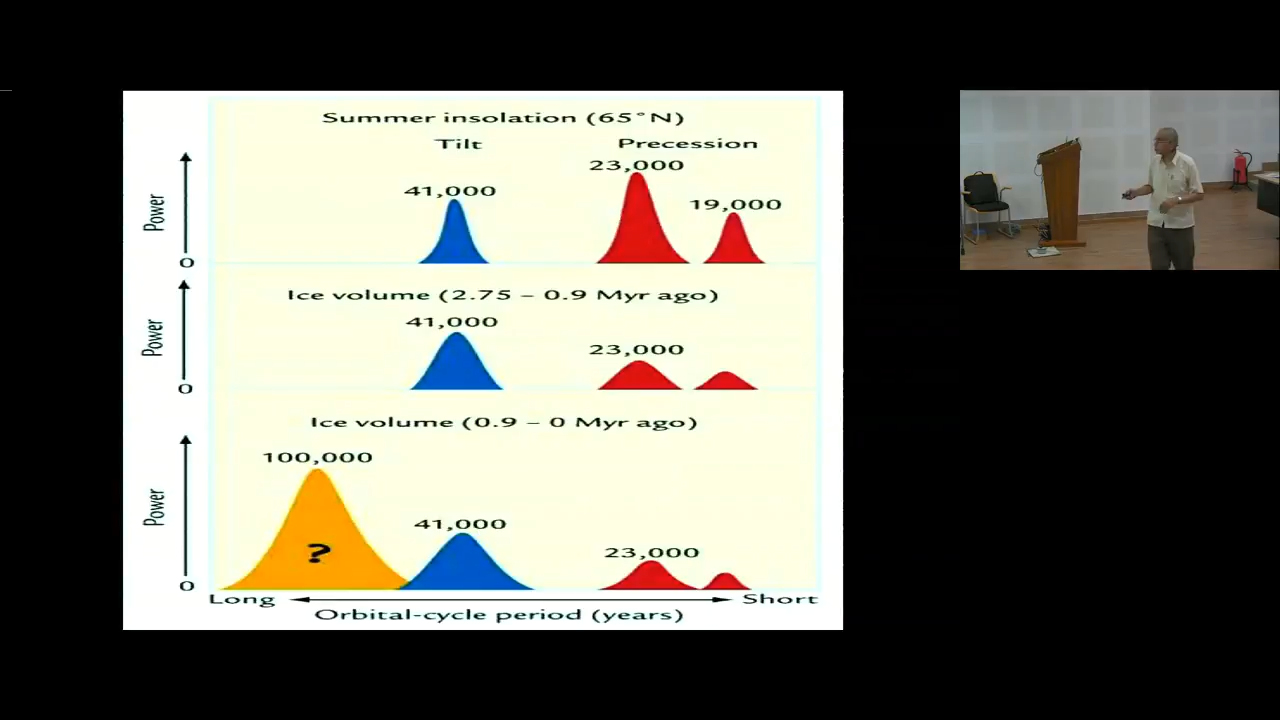 Summer insolation (65°N)
Tilt
Precession
23,000
41,000
19,000
Power
0
Ice volume (2.75 – 0.9 Myr ago)
41,000
23,000
Power
0
Ice volume (0.9 – 0 Myr ago)
100,000
41,000
23,000
Power
?
0
Long
Short
Orbital-cycle period (years)